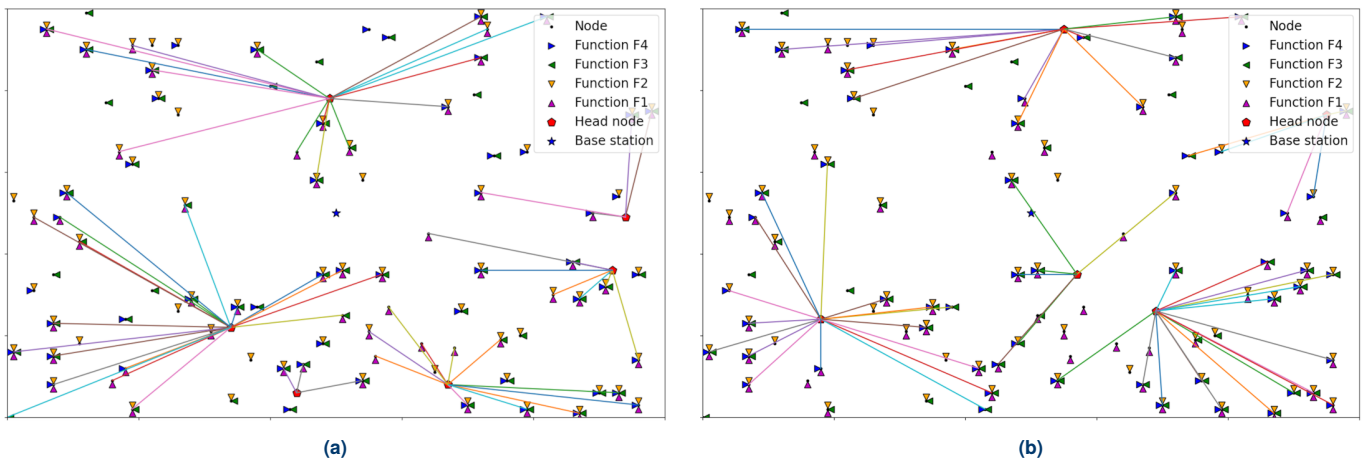 Node
Function F4
Function F3
Function F2
Function F1
Head node
Base station
Node
Function F4
Function F3
Function F2
Function F1
Head node
Base station
(a)
(b)